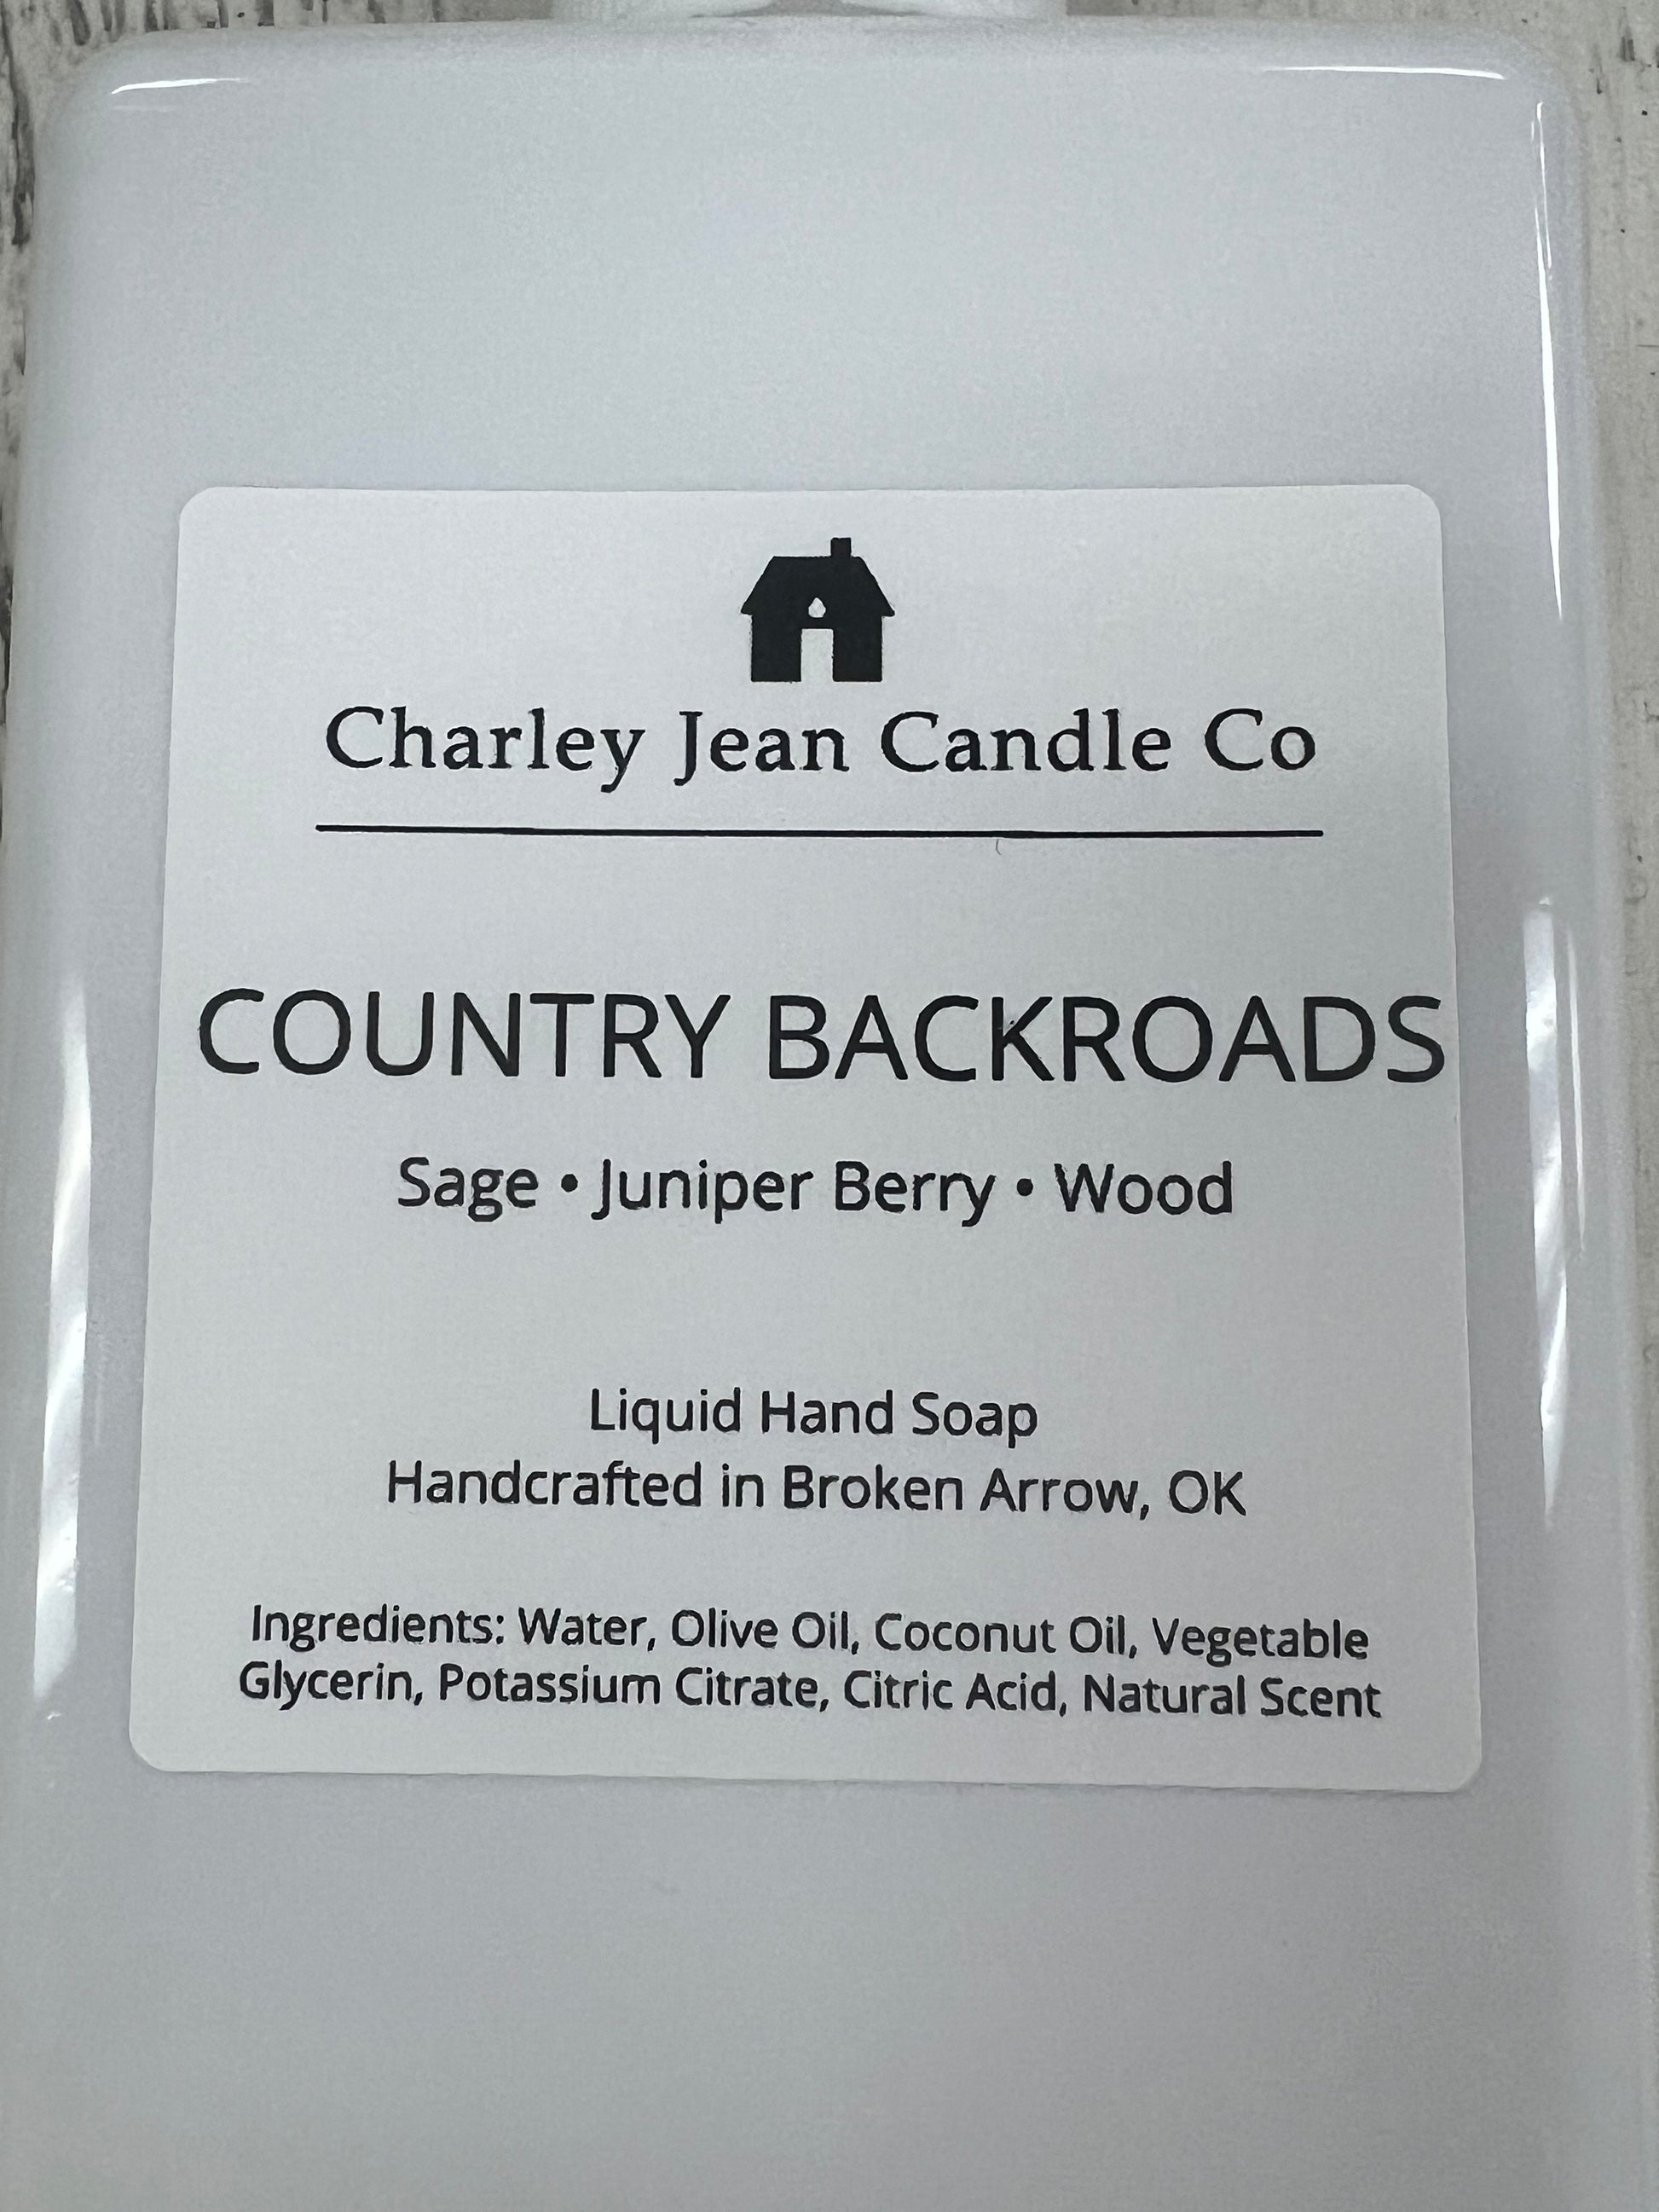 Charley Jean Candle Co
COUNTRY BACKROADS
Sage • Juniper Berry • Wood
Liquid Hand Soap
Handcrafted in Broken Arrow, OK
Ingredients: Water, Olive Oil, Coconut Oil, Vegetable
Glycerin, Potassium Citrate, Citric Acid, Natural Scent